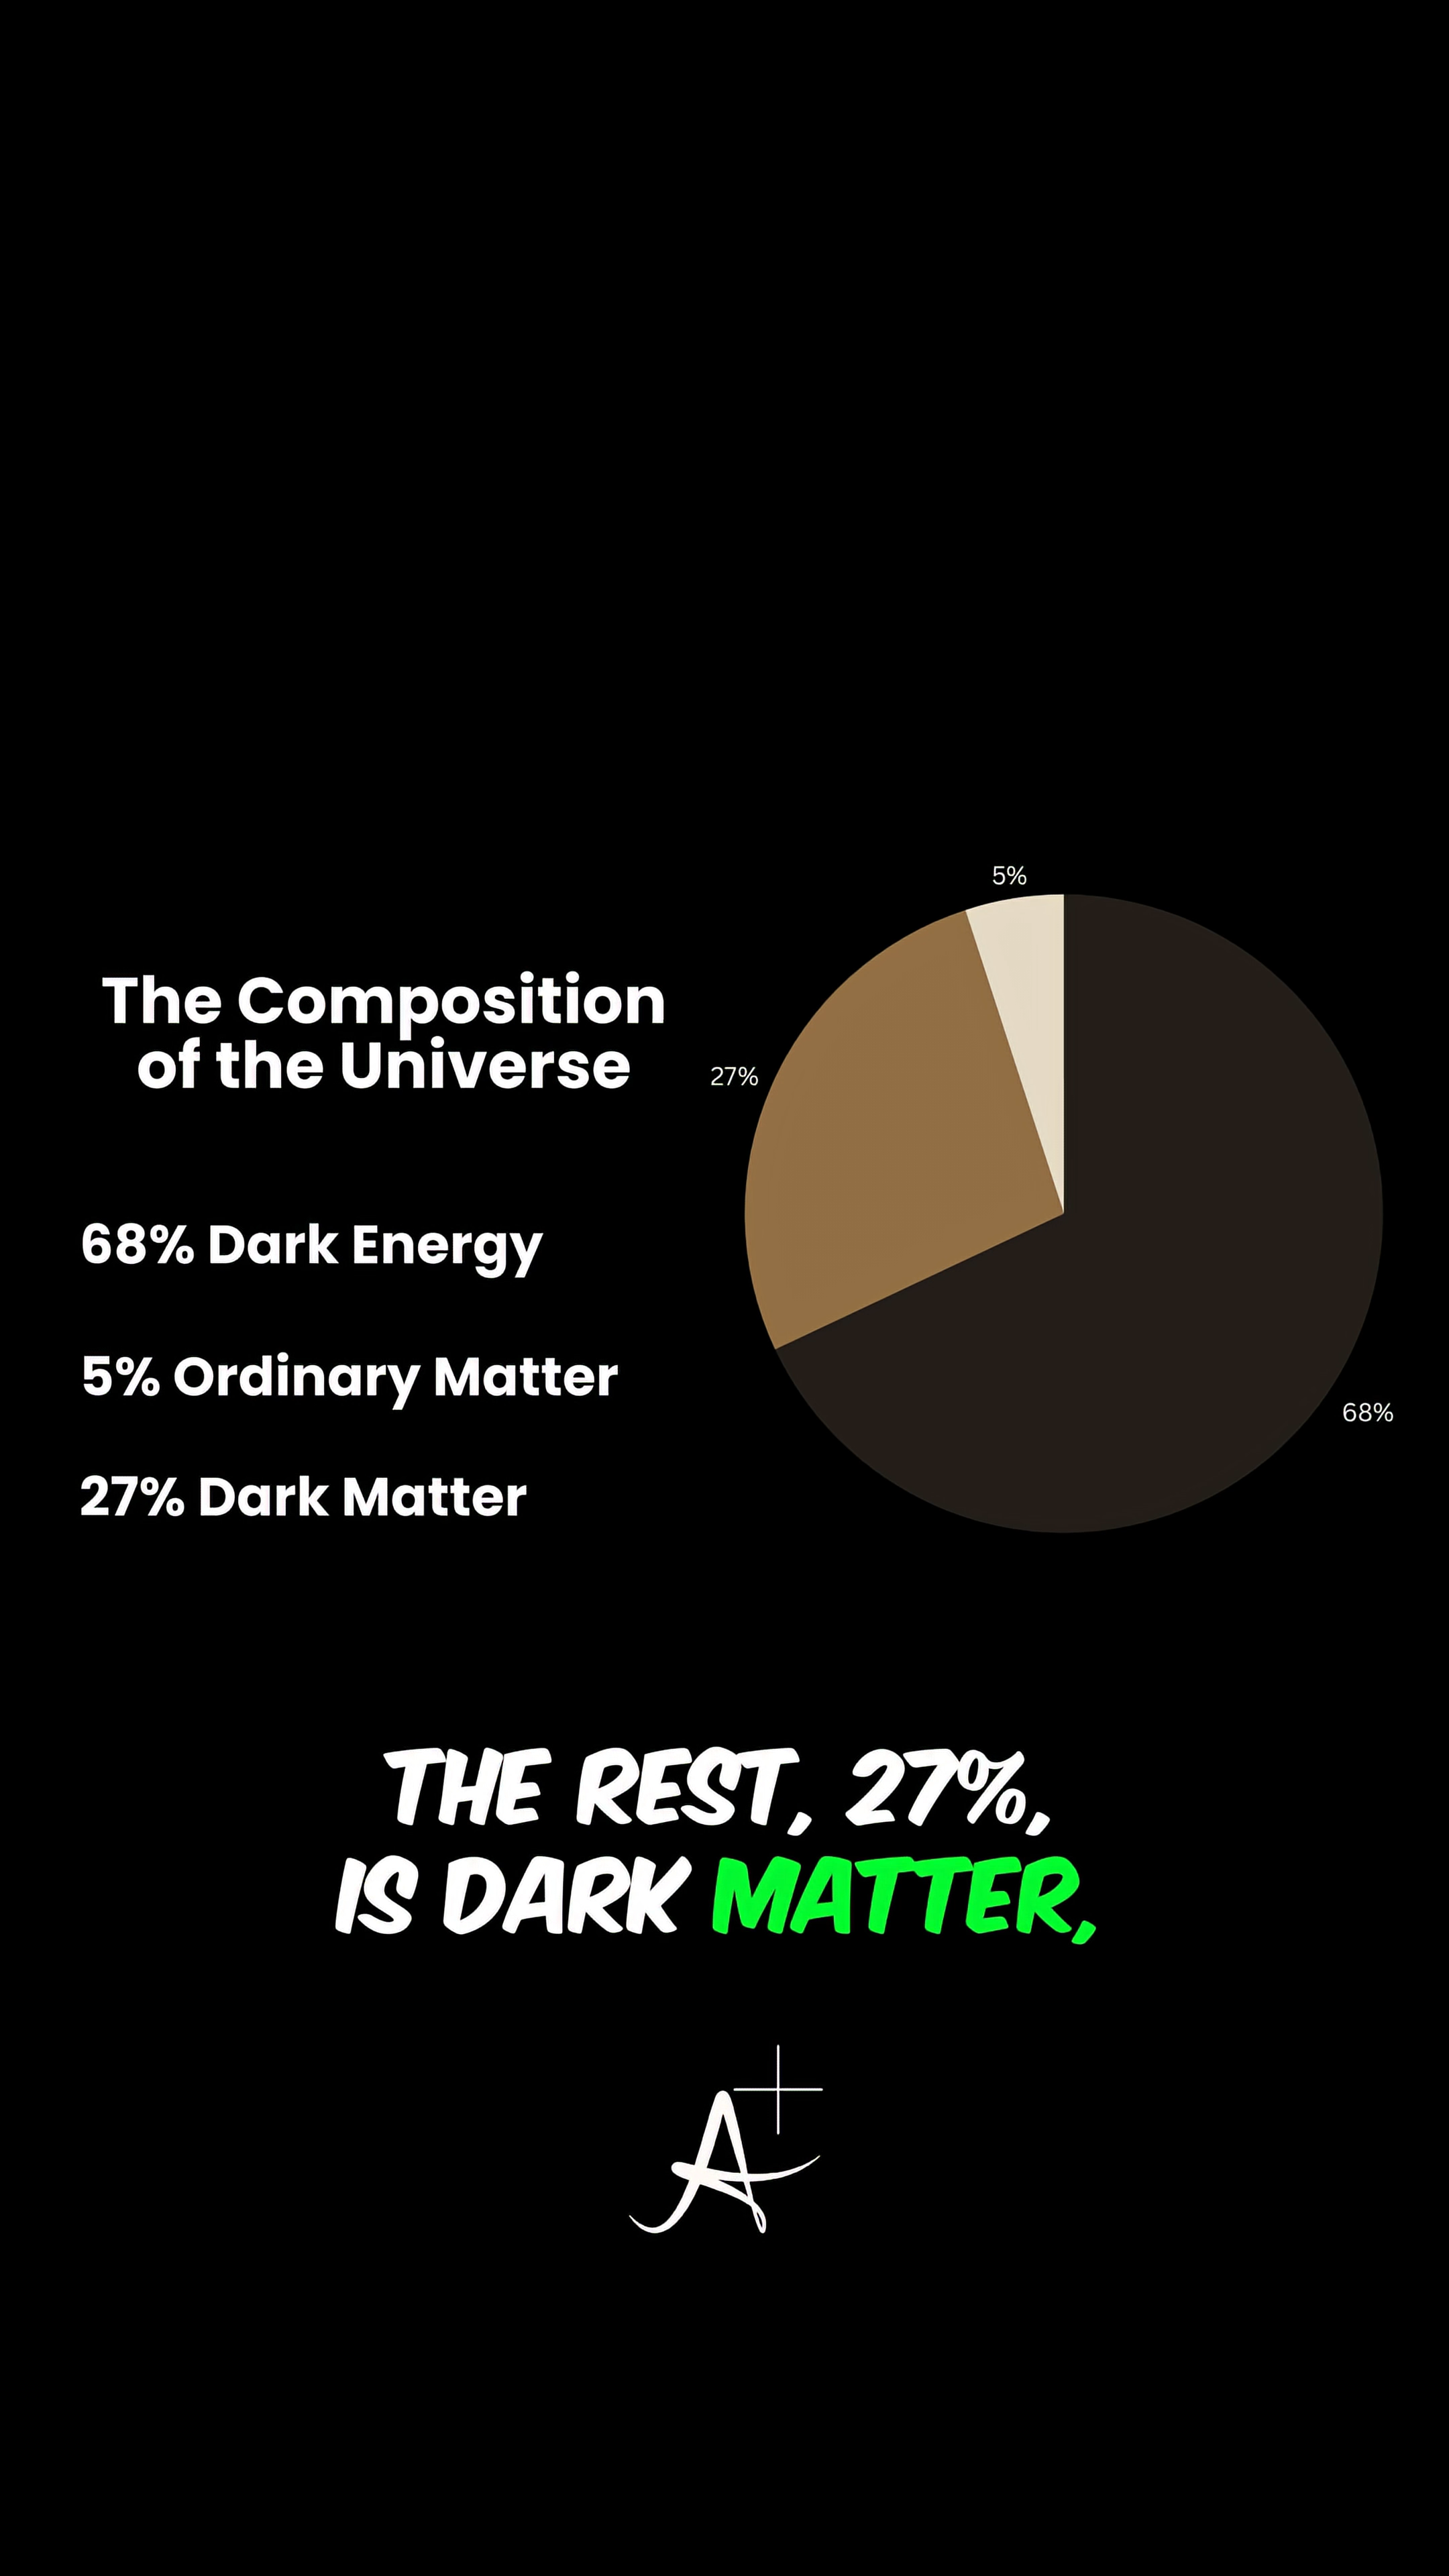 The Composition
of the Universe
68% Dark Energy
5% Ordinary Matter
27% Dark Matter
5%
27%
68%
THE REST, 27%,
IS DARK MATTER,
A+